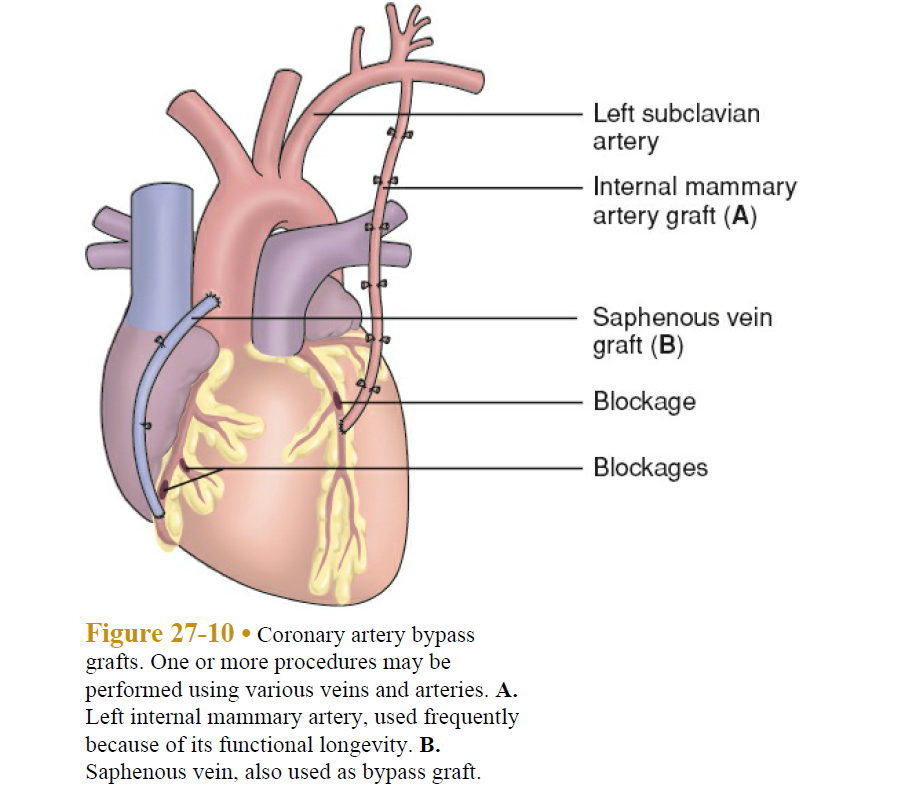 Left subclavian
artery
Internal mammary
artery graft (A)
Saphenous vein
graft (B)
Blockage
Blockages
Figure 27-10 • Coronary artery bypass
grafts. One or more procedures may be
performed using various veins and arteries. A.
Left internal mammary artery, used frequently
because of its functional longevity. B.
Saphenous vein, also used as bypass graft.